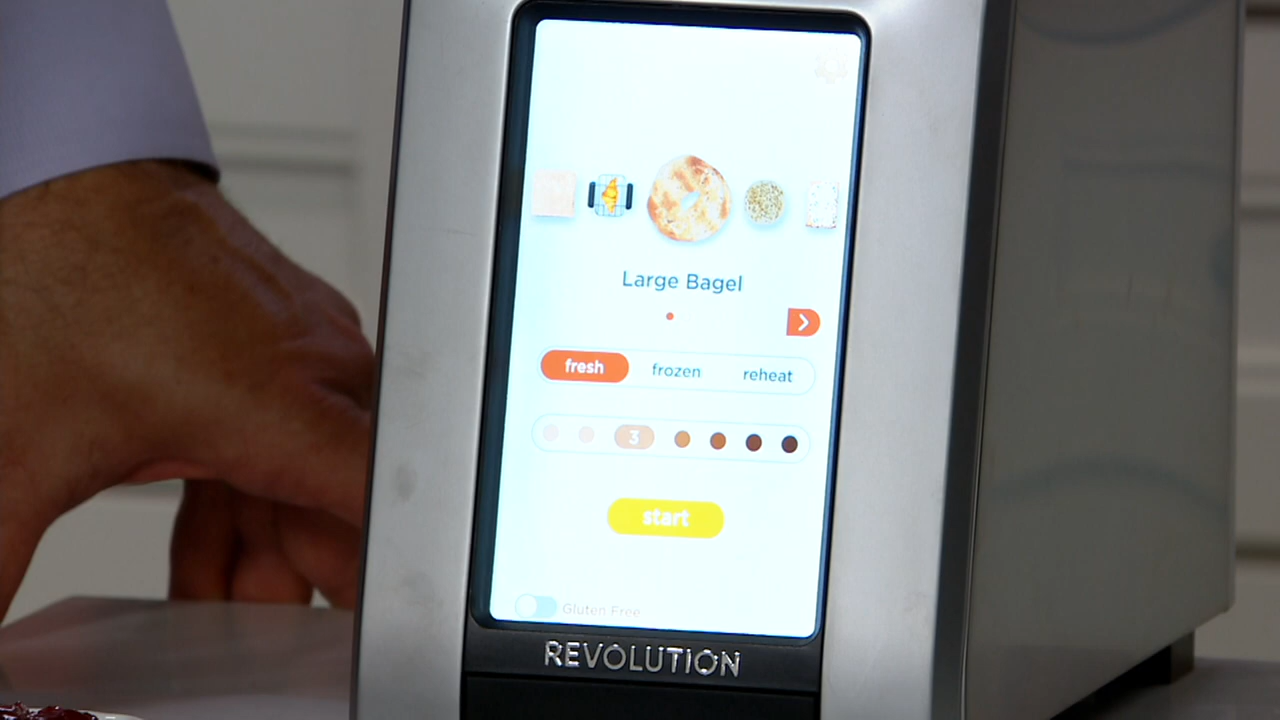 Large Bagel
fresh frozen reheat
3
start
Gluten Free
REVOLUTION